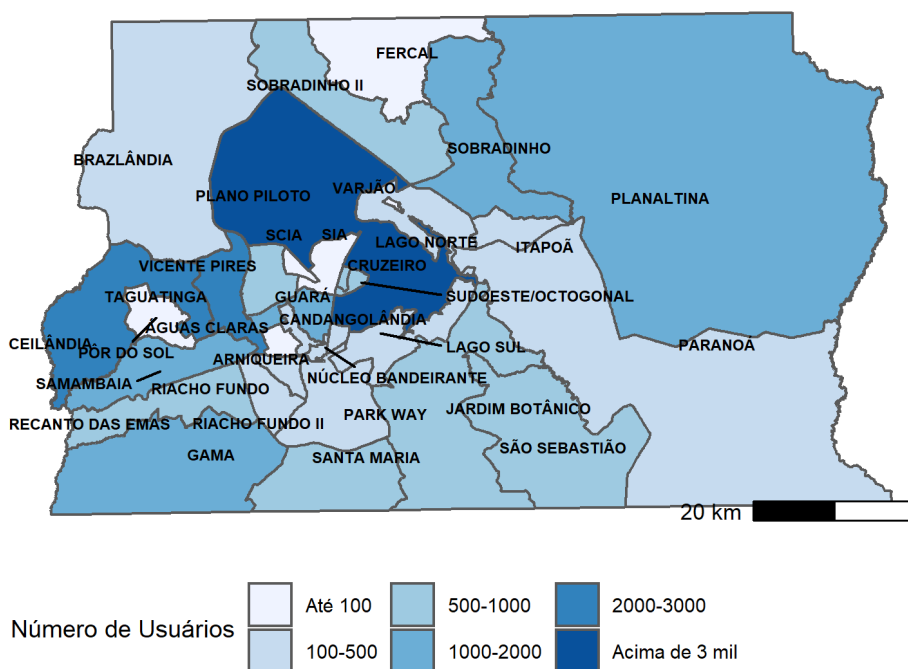 FERCAL
SOBRADINHO II
SOBRADINHO
BRAZLÂNDIA
PLANO PILOTO
VARJÃO
PLANALTINA
SCIA
SIA
LAGO NORTE
ITAPOÃ
VICENTE PIRES
CRUZEIRO
TAGUATINGA
GUARÁ
SUDOESTE/OCTOGONAL
ÁGUAS CLARAS
CANDANGOLÂNDIA
CEILÂNDIA
PÔR DO SOL
ARNIQUEIRA
LAGO SUL
PARANOÁ
SAMAMBAIA
RIACHO FUNDO
NÚCLEO BANDEIRANTE
RECANTO DAS EMAS
RIACHO FUNDO II
PARK WAY
JARDIM BOTÂNICO
GAMA
SANTA MARIA
SÃO SEBASTIÃO
20 km
Número de Usuários
Até 100
100-500
500-1000
1000-2000
2000-3000
Acima de 3 mil